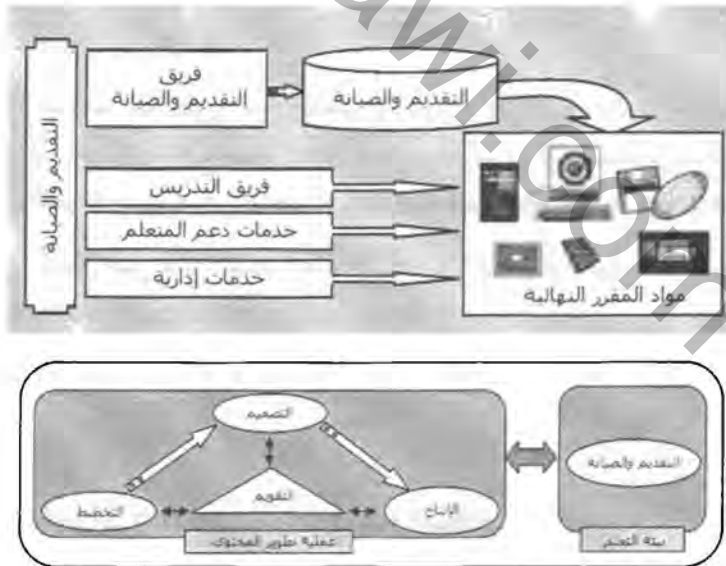 التقديم والصيانة
فريق
التقديم والصيانة
التقديم والصيانة
فريق التدريس
خدمات دعم المتعلم
خدمات إدارية
مواد المقرر النهائية
التصميم
التقويم
التخطيط
الإنتاج
عملية تطوير المحتوى
التقديم والصيانة
بيئة التعلم